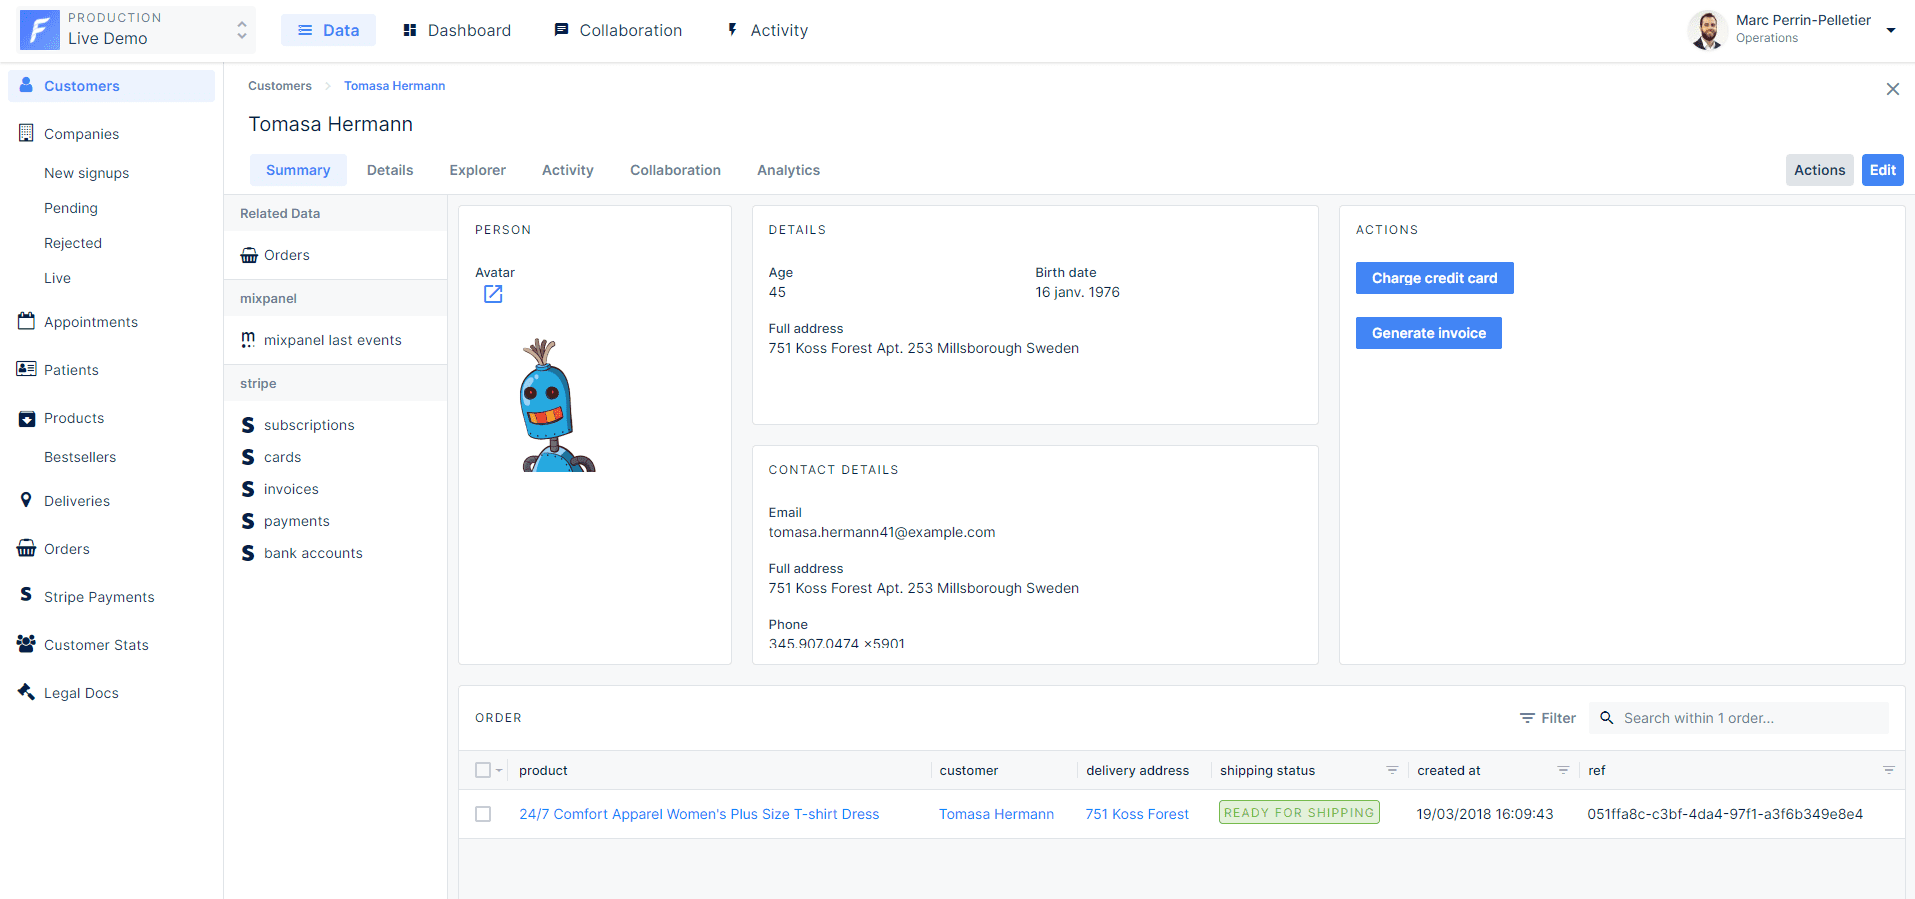 PRODUCTION
Live Demo
Data
Dashboard
Collaboration
Activity
Marc Perrin-Pelletier
Operations
Customers
Companies
New signups
Pending
Rejected
Live
Appointments
Patients
Products
Bestsellers
Deliveries
Orders
Stripe Payments
Customer Stats
Legal Docs
Customers
Tomasa Hermann
Tomasa Hermann
Summary
Details
Explorer
Activity
Collaboration
Analytics
Actions
Edit
Related Data
Orders
mixpanel
mixpanel last events
stripe
subscriptions
cards
invoices
payments
bank accounts
PERSON
Avatar
DETAILS
Age
45
Birth date
16 janv. 1976
Full address
751 Koss Forest Apt. 253 Millsborough Sweden
CONTACT DETAILS
Email
tomasa.hermann41@example.com
Full address
751 Koss Forest Apt. 253 Millsborough Sweden
Phone
345.907.0474 x5901
ACTIONS
Charge credit card
Generate invoice
ORDER
Filter
Search within 1 order...
product customer delivery address shipping status created at ref
24/7 Comfort Apparel Women's Plus Size T-shirt Dress Tomasa Hermann 751 Koss Forest READY FOR SHIPPING 19/03/2018 16:09:43 051ffa8c-c3bf-4da4-97f1-a3f6b349e8e4